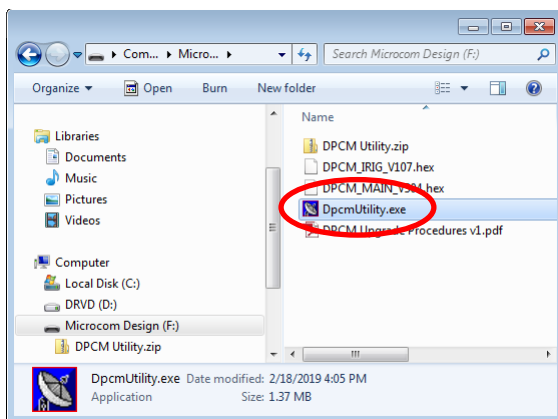 Com... Micro... Search Microcom Design (F:)
Organize Open Burn New folder
Name
Libraries
Documents
Music
Pictures
Videos
Computer
Local Disk (C:)
DRVD (D:)
Microcom Design (F:)
DPCM Utility.zip
DPCM Utility.zip
DPCM_IRIG_V107.hex
DPCM_MAIN_V304.hex
DpcmUtility.exe
DPCM Upgrade Procedures v1.pdf
DpcmUtility.exe Date modified: 2/18/2019 4:05 PM
Application Size: 1.37 MB